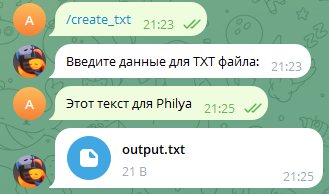 A
/create_txt
21:23
Введите данные для TXT файла:
21:23
A
Этот текст для Philya
21:25
output.txt
21 B
21:25